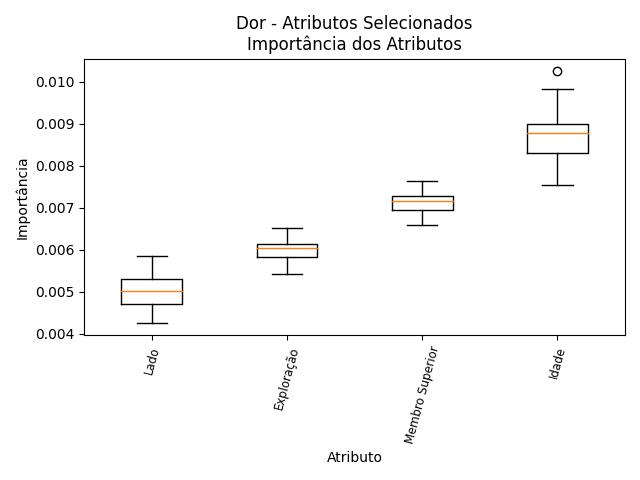 Dor - Atributos Selecionados
Importância dos Atributos
Importância
0.010
0.009
0.008
0.007
0.006
0.005
0.004
Lado
Exploração
Membro Superior
Idade
Atributo